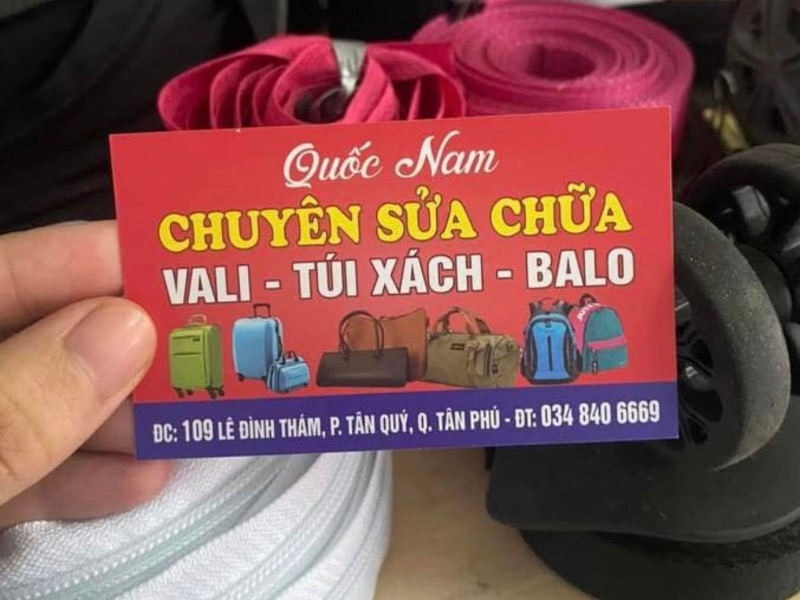 Quốc Nam
CHUYÊN SỬA CHỮA
VALI - TÚI XÁCH - BALO
ĐC: 109 LÊ ĐÌNH THÁM, P. TÂN QUÝ, Q. TÂN PHÚ - ĐT: 034 840 6669